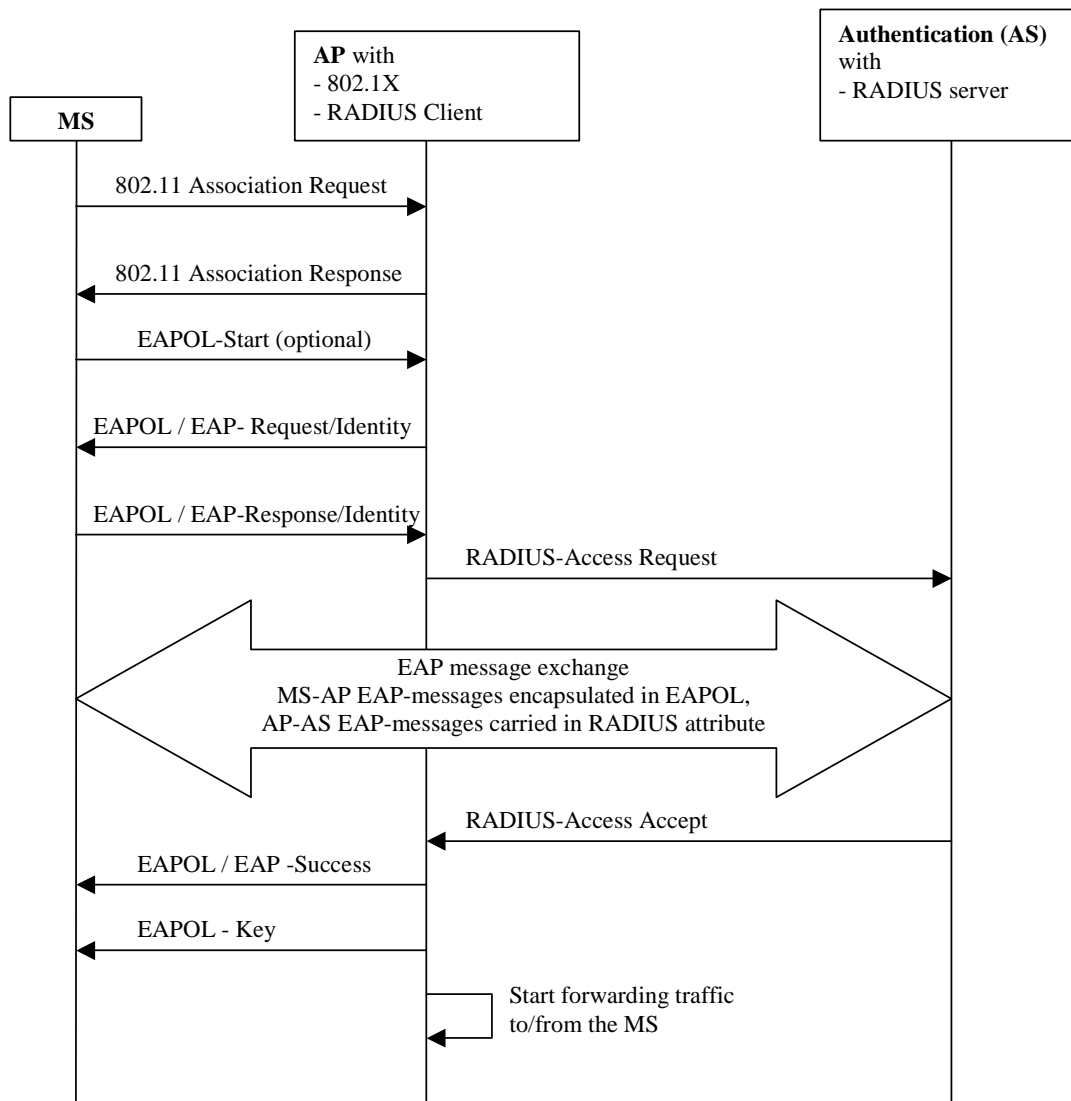 AP with
- 802.1X
- RADIUS Client
Authentication (AS)
with
- RADIUS server
MS
802.11 Association Request
802.11 Association Response
EAPOL-Start (optional)
EAPOL / EAP- Request/Identity
EAPOL / EAP-Response/Identity
RADIUS-Access Request
EAP message exchange
MS-AP EAP-messages encapsulated in EAPOL,
AP-AS EAP-messages carried in RADIUS attribute
RADIUS-Access Accept
EAPOL / EAP -Success
EAPOL - Key
Start forwarding traffic
to/from the MS